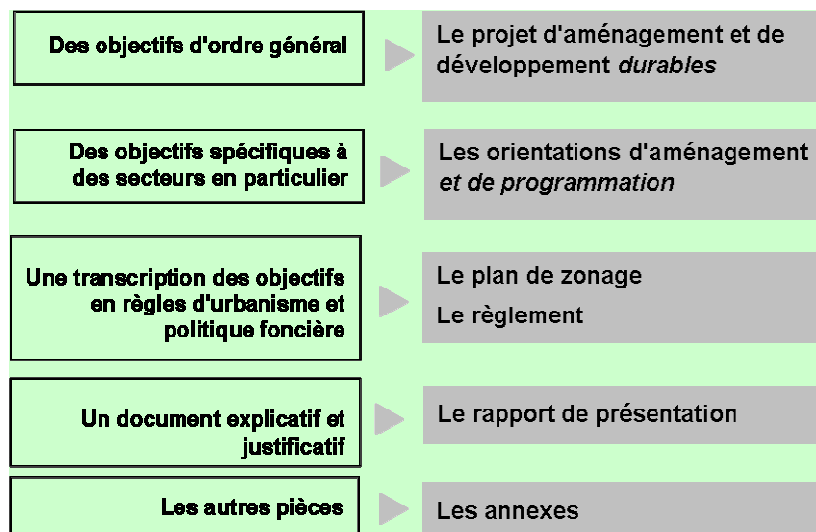 Des objectifs d'ordre général
Le projet d'aménagement et de
développement durables
Des objectifs spécifiques à
des secteurs en particulier
Les orientations d'aménagement
et de programmation
Une transcription des objectifs
en règles d'urbanisme et
politique foncière
Le plan de zonage
Le règlement
Un document explicatif et
justificatif
Le rapport de présentation
Les autres pièces
Les annexes